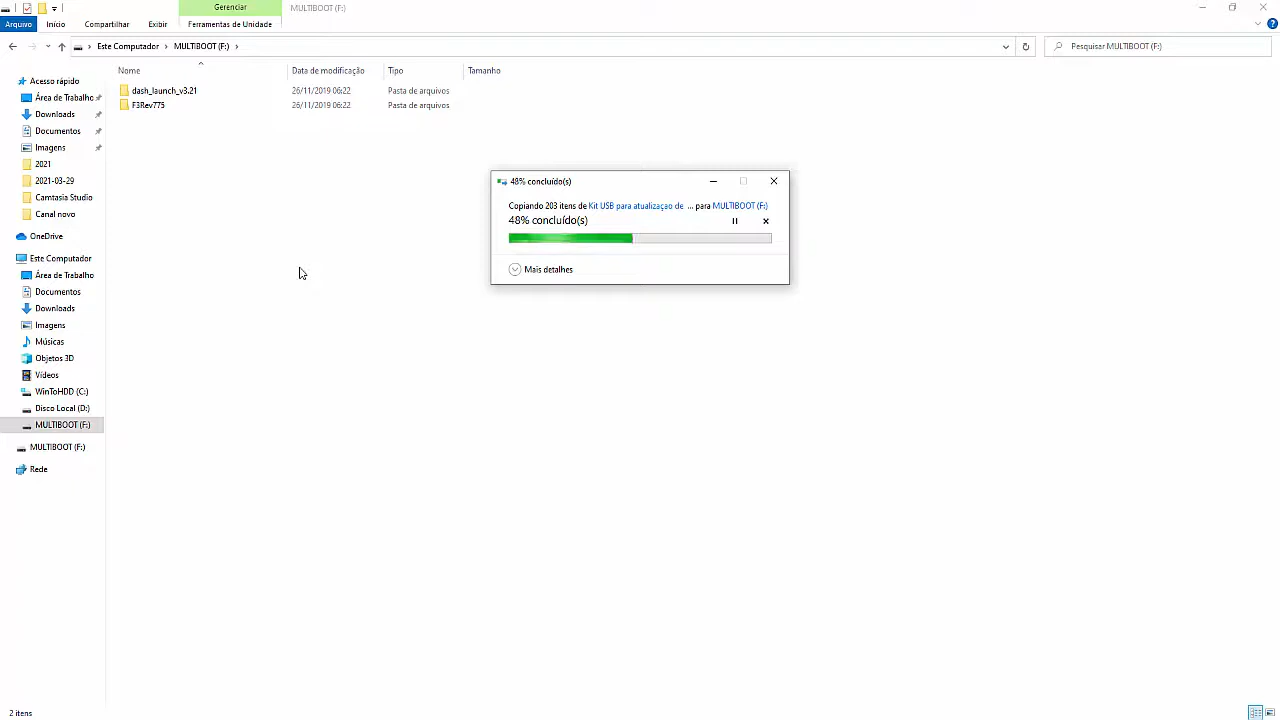 Gerenciar
MULTIBOOT (F:)
Arquivo
Início
Compartilhar
Exibir
Ferramentas de Unidade
Este Computador
MULTIBOOT (F:)
Pesquisar MULTIBOOT (F:)
Nome
Data de modificação
Tipo
Tamanho
dash_launch_v3.21
26/11/2019 06:22
Pasta de arquivos
F3Rev775
26/11/2019 06:22
Pasta de arquivos
Acesso rápido
Área de Trabalho
Downloads
Documentos
Imagens
2021
2021-03-29
Camtasia Studio
Canal novo
OneDrive
Este Computador
Área de Trabalho
Documentos
Downloads
Imagens
Músicas
Objetos 3D
Vídeos
WinToHDD (C:)
Disco Local (D:)
MULTIBOOT (F:)
MULTIBOOT (F:)
Rede
48% concluído(s)
Copiando 203 itens de Kit USB para atualizaçao de ... para MULTIBOOT (F:)
48% concluído(s)
Mais detalhes
2 itens